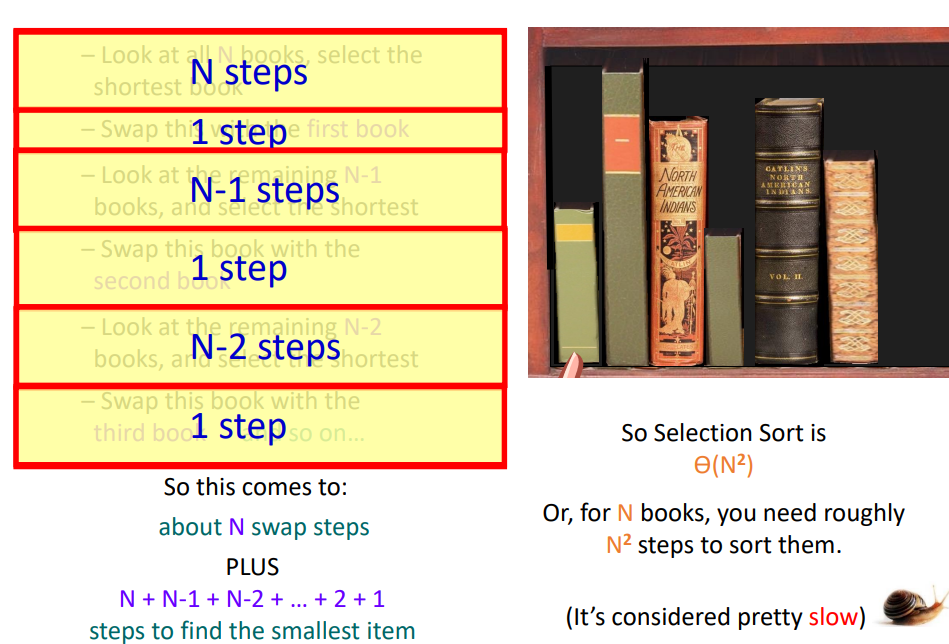 – Look at all N books, select the
N steps
shortest book
– Swap this with the first book
1 step
– Look at the remaining N-1
N-1 steps
books, and select the shortest
– Swap this book with the
1 step
second book
– Look at the remaining N-2
N-2 steps
books, and select the shortest
– Swap this book with the
1 step
third book so on…
So this comes to:
about N swap steps
PLUS
N + N-1 + N-2 + … + 2 + 1
steps to find the smallest item
THE
NORTH
AMERICAN
INDIANS
CATLIN'S
NORTH
AMERICAN
INDIANS.
VOL. II.
So Selection Sort is
Θ(N²)
Or, for N books, you need roughly
N² steps to sort them.
(It’s considered pretty slow)